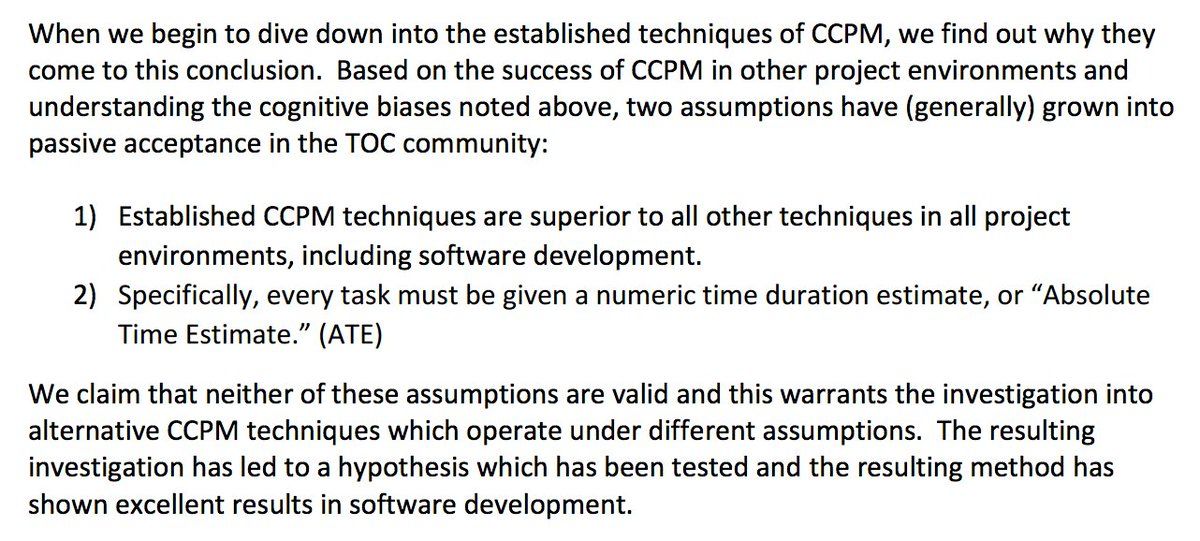 When we begin to dive down into the established techniques of CCPM, we find out why they
come to this conclusion.  Based on the success of CCPM in other project environments and
understanding the cognitive biases noted above, two assumptions have (generally) grown into
passive acceptance in the TOC community:
1) Established CCPM techniques are superior to all other techniques in all project
environments, including software development.
2) Specifically, every task must be given a numeric time duration estimate, or “Absolute
Time Estimate.” (ATE)
We claim that neither of these assumptions are valid and this warrants the investigation into
alternative CCPM techniques which operate under different assumptions.  The resulting
investigation has led to a hypothesis which has been tested and the resulting method has
shown excellent results in software development.